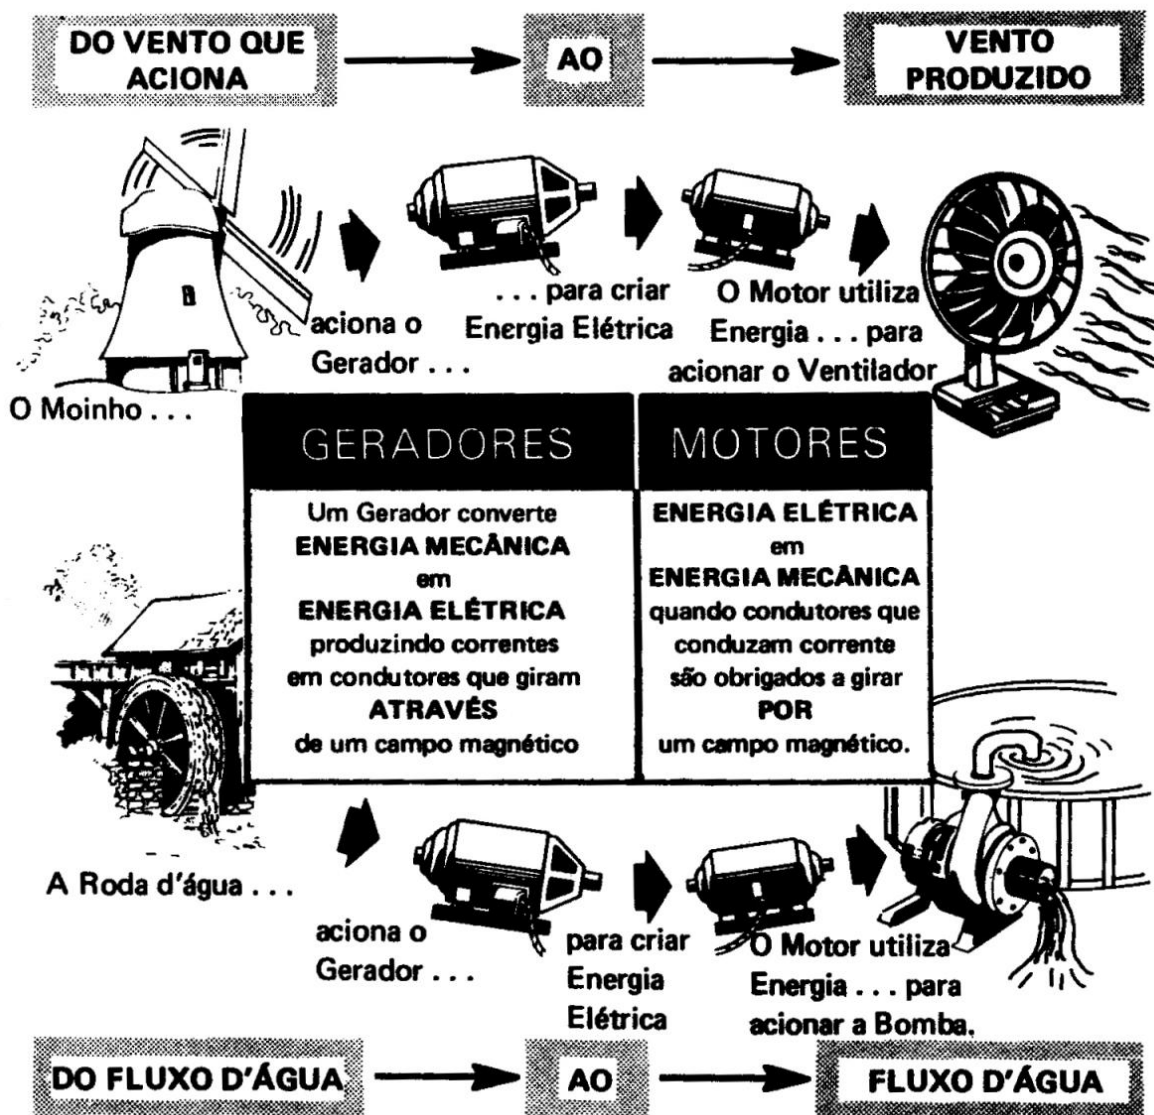 DO VENTO QUE
ACIONA
AO
VENTO
PRODUZIDO
O Moinho . . .
aciona o
Gerador . . .
. . . para criar
Energia Elétrica
O Motor utiliza
Energia . . . para
acionar o Ventilador
GERADORES
Um Gerador converte
ENERGIA MECÂNICA
em
ENERGIA ELÉTRICA
produzindo correntes
em condutores que giram
ATRAVÉS
de um campo magnético
MOTORES
ENERGIA ELÉTRICA
em
ENERGIA MECÂNICA
quando condutores que
conduzam corrente
são obrigados a girar
POR
um campo magnético.
A Roda d'água . . .
aciona o
Gerador . . .
para criar
Energia
Elétrica
O Motor utiliza
Energia . . . para
acionar a Bomba.
DO FLUXO D'ÁGUA
AO
FLUXO D'ÁGUA